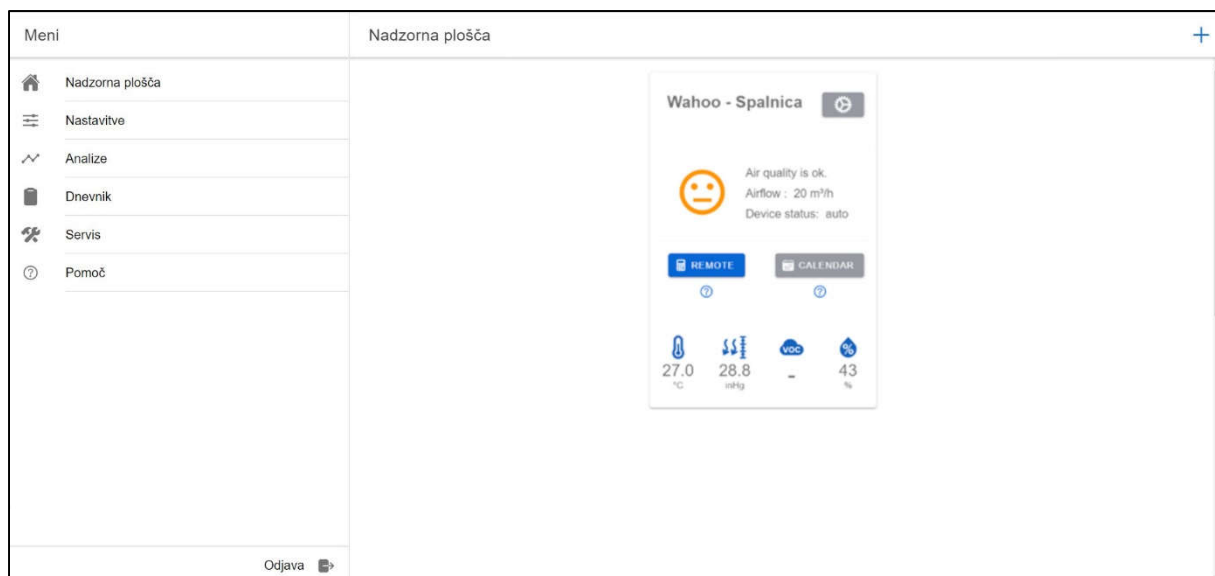 Meni
Nadzorna plošča
Nastavitve
Analize
Dnevnik
Servis
Pomoč
Odjava
Nadzorna plošča
Wahoo - Spalnica
Air quality is ok.
Airflow : 20 m³/h
Device status: auto
REMOTE CALENDAR
VOC %
27.0 28.8 - 43
°C inHg %